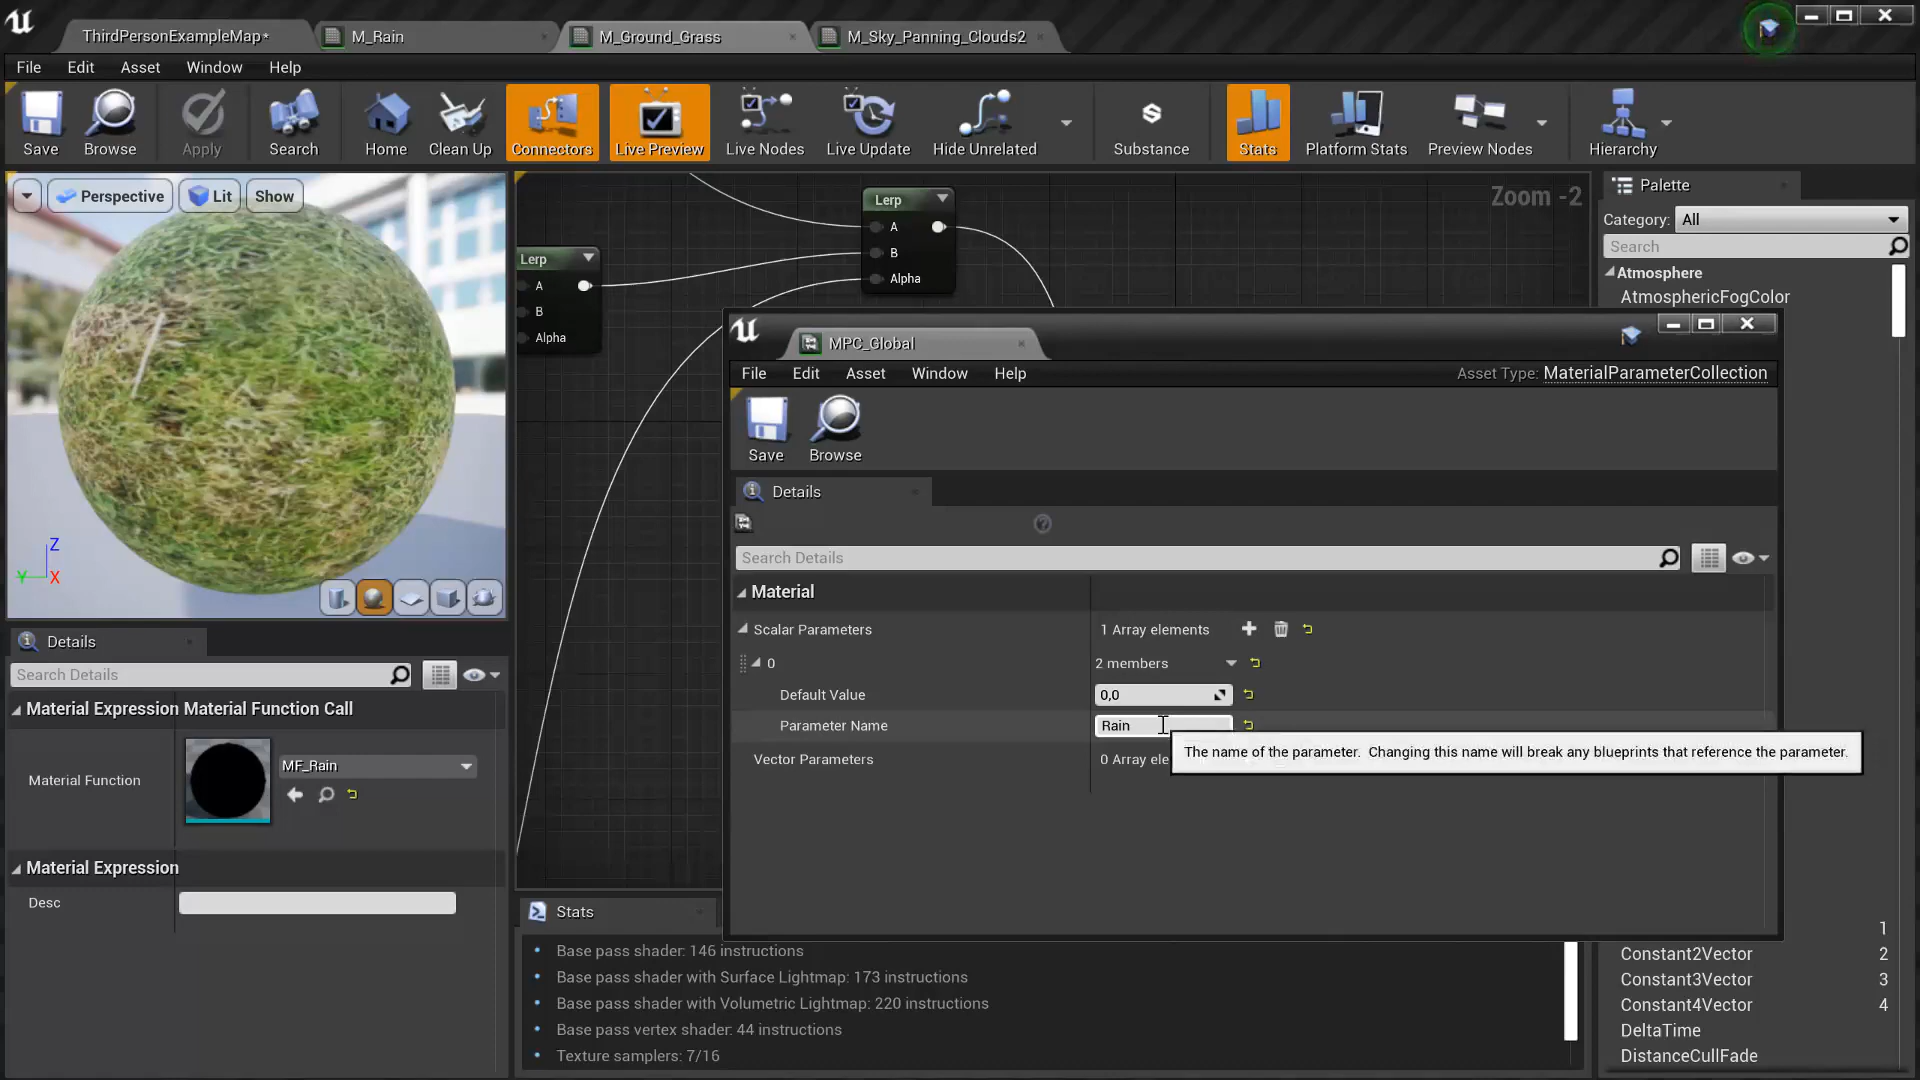 ThirdPersonExampleMap*
M_Rain
M_Ground_Grass
M_Sky_Panning_Clouds2
File Edit Asset Window Help
Save
Browse
Apply
Search
Home
Clean Up
Connectors
Live Preview
Live Nodes
Live Update
Hide Unrelated
Substance
Stats
Platform Stats
Preview Nodes
Hierarchy
Perspective
Lit
Show
Z
Y
X
Lerp
A
B
Alpha
Lerp
A
B
Alpha
Zoom -2
Palette
Category: All
Search
Atmosphere
AtmosphericFogColor
MPC_Global
File Edit Asset Window Help
Asset Type: MaterialParameterCollection
Save
Browse
Details
Search Details
Material
Scalar Parameters 1 Array elements
0 2 members
Default Value 0,0
Parameter Name Rain
Vector Parameters 0 Array ele
The name of the parameter. Changing this name will break any blueprints that reference the parameter.
Details
Search Details
Material Expression Material Function Call
Material Function
MF_Rain
Material Expression
Desc
Stats
Base pass shader: 146 instructions
Base pass shader with Surface Lightmap: 173 instructions
Base pass shader with Volumetric Lightmap: 220 instructions
Base pass vertex shader: 44 instructions
Texture samplers: 7/16
1
Constant2Vector 2
Constant3Vector 3
Constant4Vector 4
DeltaTime
DistanceCullFade